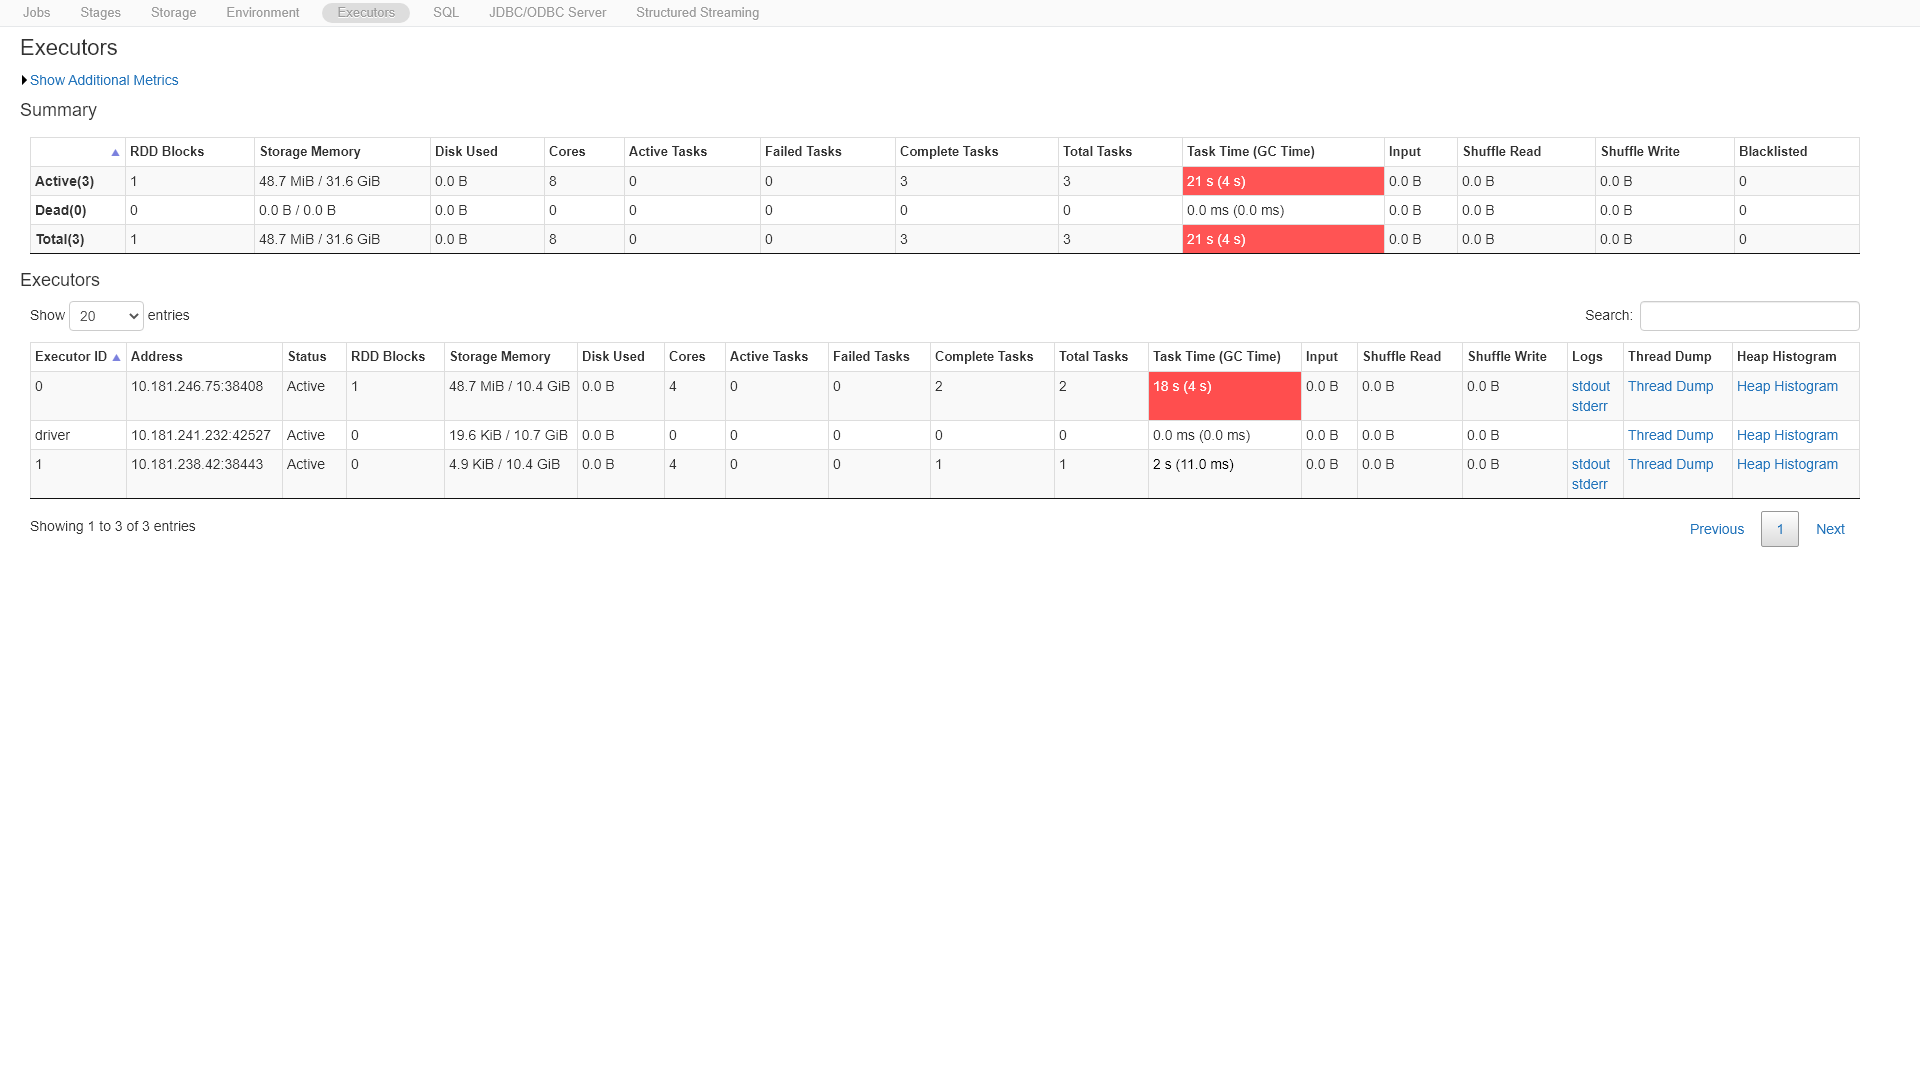 Jobs Stages Storage Environment Executors SQL JDBC/ODBC Server Structured Streaming
Executors
Show Additional Metrics
Summary
RDD Blocks Storage Memory Disk Used Cores Active Tasks Failed Tasks Complete Tasks Total Tasks Task Time (GC Time) Input Shuffle Read Shuffle Write Blacklisted
Active(3) 1 48.7 MiB / 31.6 GiB 0.0 B 8 0 0 3 3 21 s (4 s) 0.0 B 0.0 B 0.0 B 0
Dead(0) 0 0.0 B / 0.0 B 0.0 B 0 0 0 0 0 0.0 ms (0.0 ms) 0.0 B 0.0 B 0.0 B 0
Total(3) 1 48.7 MiB / 31.6 GiB 0.0 B 8 0 0 3 3 21 s (4 s) 0.0 B 0.0 B 0.0 B 0
Executors
Show 20 entries Search:
Executor ID Address Status RDD Blocks Storage Memory Disk Used Cores Active Tasks Failed Tasks Complete Tasks Total Tasks Task Time (GC Time) Input Shuffle Read Shuffle Write Logs Thread Dump Heap Histogram
0 10.181.246.75:38408 Active 1 48.7 MiB / 10.4 GiB 0.0 B 4 0 0 2 2 18 s (4 s) 0.0 B 0.0 B 0.0 B stdout Thread Dump Heap Histogram
stderr
driver 10.181.241.232:42527 Active 0 19.6 KiB / 10.7 GiB 0.0 B 0 0 0 0 0 0.0 ms (0.0 ms) 0.0 B 0.0 B 0.0 B Thread Dump Heap Histogram
1 10.181.238.42:38443 Active 0 4.9 KiB / 10.4 GiB 0.0 B 4 0 0 1 1 2 s (11.0 ms) 0.0 B 0.0 B 0.0 B stdout Thread Dump Heap Histogram
stderr
Showing 1 to 3 of 3 entries Previous 1 Next